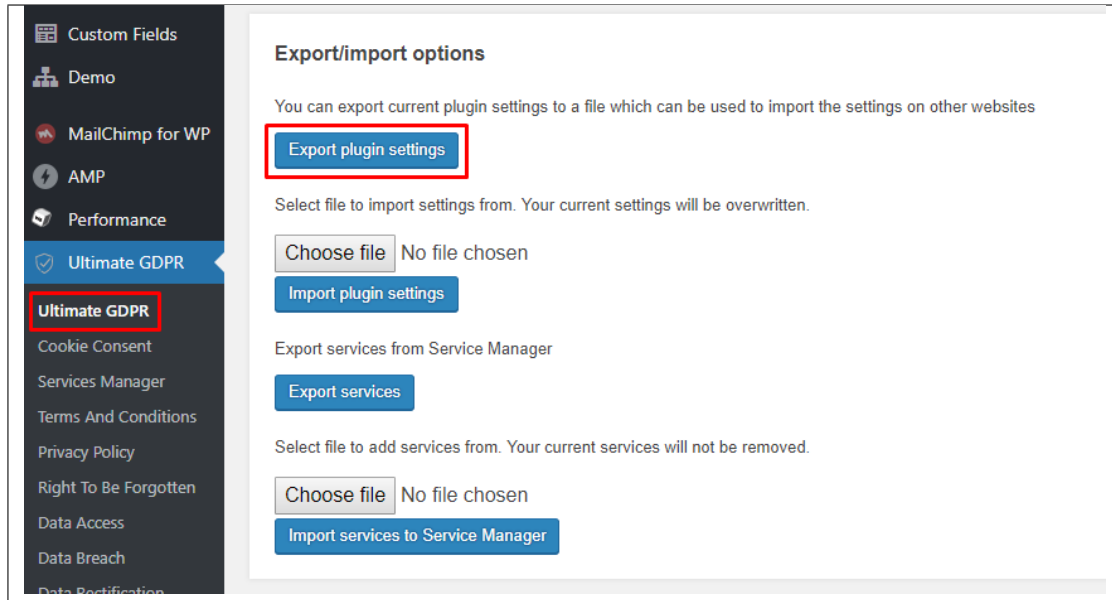 Custom Fields
Demo
MailChimp for WP
AMP
Performance
Ultimate GDPR
Ultimate GDPR
Cookie Consent
Services Manager
Terms And Conditions
Privacy Policy
Right To Be Forgotten
Data Access
Data Breach
Data Rectification
Export/import options
You can export current plugin settings to a file which can be used to import the settings on other websites
Export plugin settings
Select file to import settings from. Your current settings will be overwritten.
Choose file No file chosen
Import plugin settings
Export services from Service Manager
Export services
Select file to add services from. Your current services will not be removed.
Choose file No file chosen
Import services to Service Manager